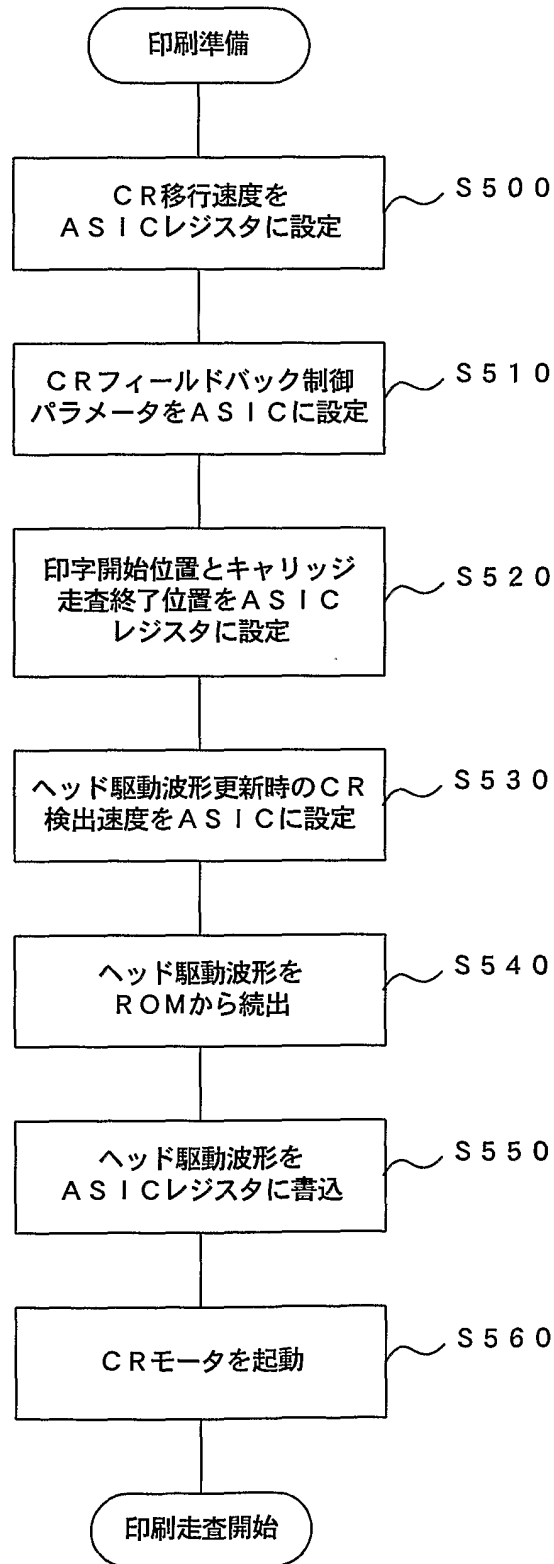 印刷準備
CR移行速度を
ASICレジスタに設定
S500
CRフィールドバック制御
パラメータをASICに設定
S510
印字開始位置とキャリッジ
走査終了位置をASIC
レジスタに設定
S520
ヘッド駆動波形更新時のCR
検出速度をASICに設定
S530
ヘッド駆動波形を
ROMから続出
S540
ヘッド駆動波形を
ASICレジスタに書込
S550
CRモータを起動
S560
印刷走査開始